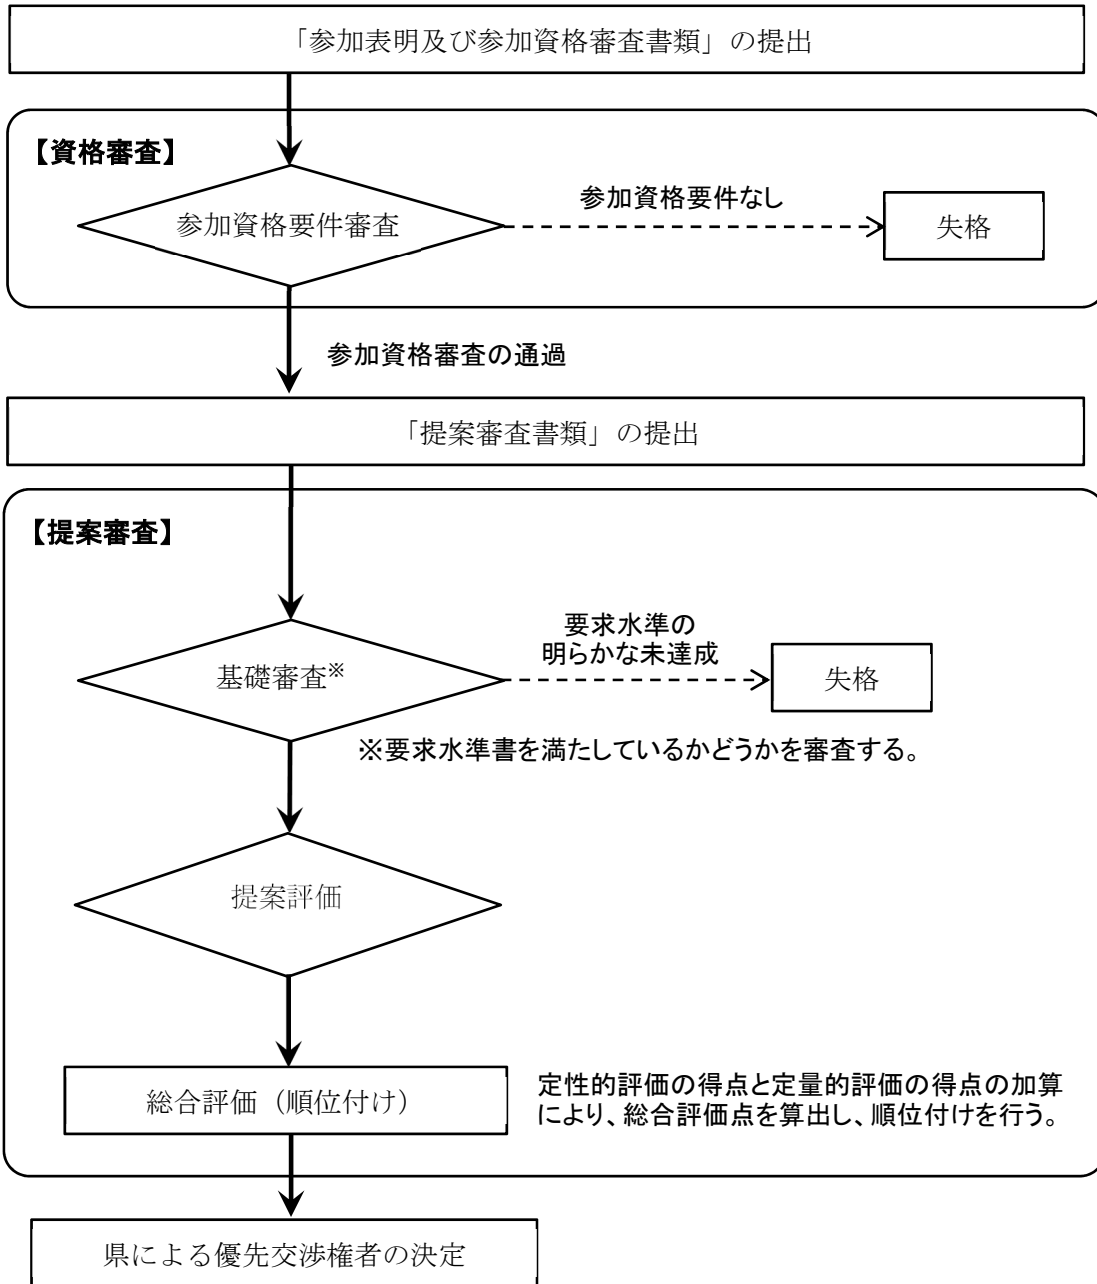 「参加表明及び参加資格審査書類」の提出
【資格審査】
参加資格要件なし
参加資格要件審査
失格
参加資格審査の通過
「提案審査書類」の提出
【提案審査】
要求水準の
明らかな未達成
基礎審査※
失格
※要求水準書を満たしているかどうかを審査する。
提案評価
総合評価（順位付け）
定性的評価の得点と定量的評価の得点の加算
により、総合評価点を算出し、順位付けを行う。
県による優先交渉権者の決定